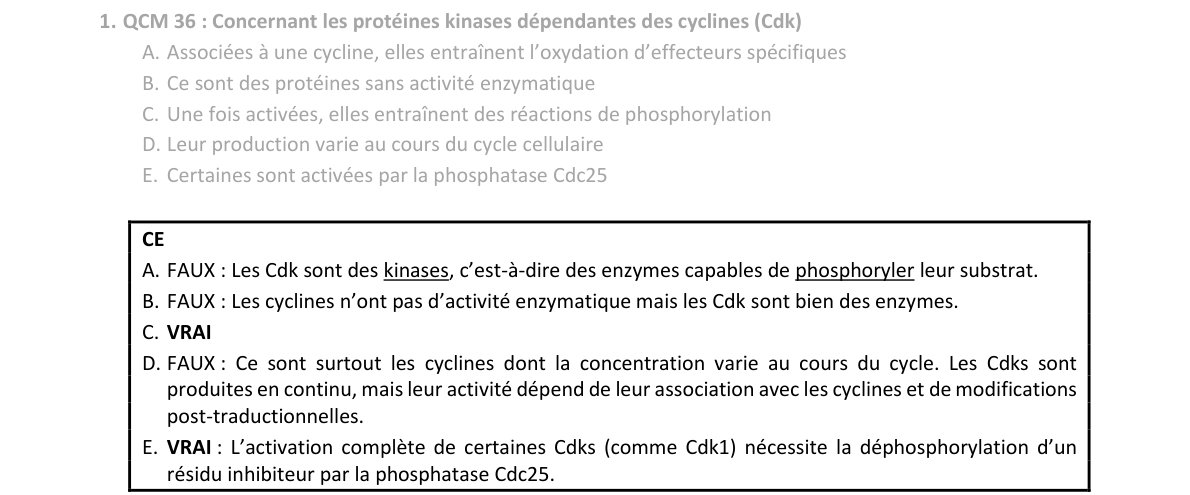 1. QCM 36 : Concernant les protéines kinases dépendantes des cyclines (Cdk)
A. Associées à une cycline, elles entraînent l’oxydation d’effecteurs spécifiques
B. Ce sont des protéines sans activité enzymatique
C. Une fois activées, elles entraînent des réactions de phosphorylation
D. Leur production varie au cours du cycle cellulaire
E. Certaines sont activées par la phosphatase Cdc25
CE
A. FAUX : Les Cdk sont des kinases, c’est-à-dire des enzymes capables de phosphoryler leur substrat.
B. FAUX : Les cyclines n’ont pas d’activité enzymatique mais les Cdk sont bien des enzymes.
C. VRAI
D. FAUX : Ce sont surtout les cyclines dont la concentration varie au cours du cycle. Les Cdks sont
produites en continu, mais leur activité dépend de leur association avec les cyclines et de modifications
post-traductionnelles.
E. VRAI : L’activation complète de certaines Cdks (comme Cdk1) nécessite la déphosphorylation d’un
résidu inhibiteur par la phosphatase Cdc25.